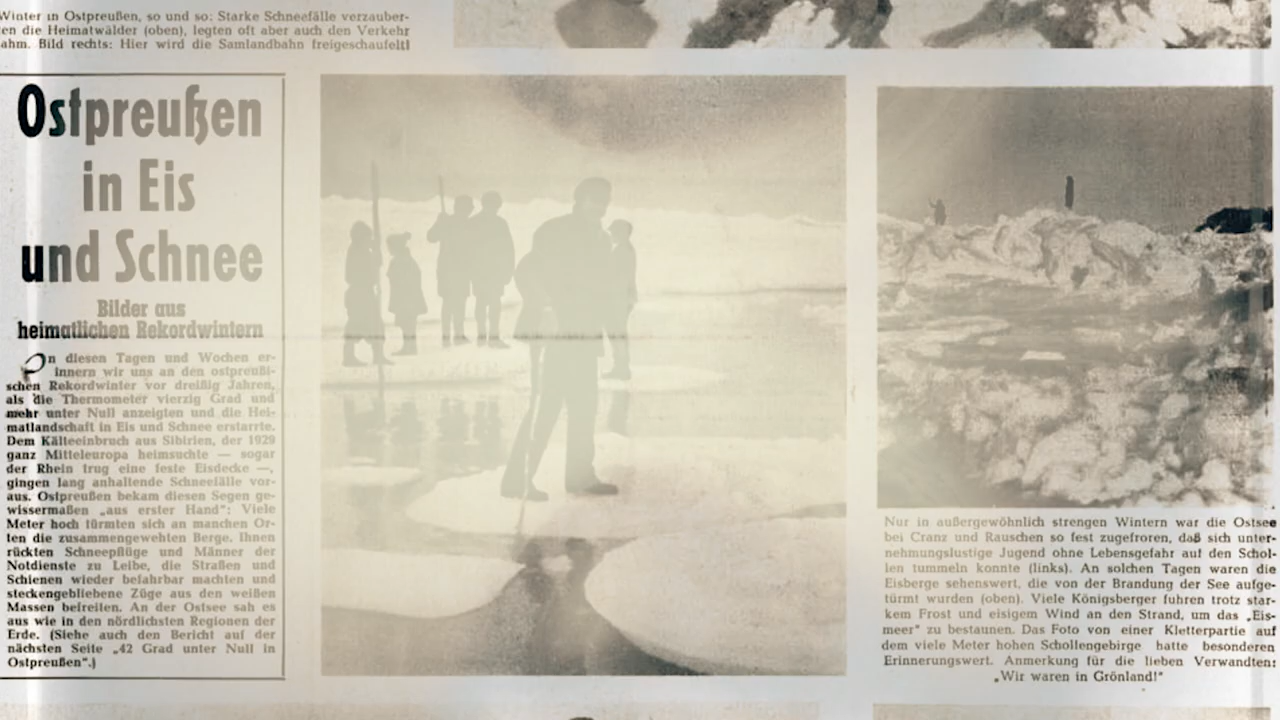 Winter in Ostpreußen, so und so: Starke Schneefälle verzauber-
ten die Heimatwälder (oben), legten oft aber auch den Verkehr
lahm. Bild rechts: Hier wird die Samlandbahn freigeschaufelt!
Ostpreußen
in Eis
und Schnee
Bilder aus
heimatlichen Rekordwintern
In diesen Tagen und Wochen er-
innern wir uns an den ostpreußi-
schen Rekordwinter vor dreißig Jahren,
als die Thermometer vierzig Grad und
mehr unter Null anzeigten und die Hei-
matlandschaft in Eis und Schnee erstarrte.
Dem Kälteeinbruch aus Sibirien, der 1929
ganz Mitteleuropa heimsuchte — sogar
der Rhein trug eine feste Eisdecke —,
gingen lang anhaltende Schneefälle vor-
aus. Ostpreußen bekam diesen Segen ge-
wissermaßen „aus erster Hand“: Viele
Meter hoch türmten sich an manchen Or-
ten die zusammengewehten Berge. Ihnen
rückten Schneepflüge und Männer der
Notdienste zu Leibe, die Straßen und
Schienen wieder befahrbar machten und
steckengebliebene Züge aus den weißen
Massen befreiten. An der Ostsee sah es
aus wie in den nördlichsten Regionen der
Erde. (Siehe auch den Bericht auf der
nächsten Seite „42 Grad unter Null in
Ostpreußen“.)
Nur in außergewöhnlich strengen Wintern war die Ostsee
bei Cranz und Rauschen so fest zugefroren, daß sich unter-
nehmungslustige Jugend ohne Lebensgefahr auf den Schol-
len tummeln konnte (links). An solchen Tagen waren die
Eisberge sehenswert, die von der Brandung der See aufge-
türmt wurden (oben). Viele Königsberger fuhren trotz star-
kem Frost und eisigem Wind an den Strand, um das „Eis-
meer“ zu bestaunen. Das Foto von einer Kletterpartie auf
dem viele Meter hohen Schollengebirge hatte besonderen
Erinnerungswert. Anmerkung für die lieben Verwandten:
„Wir waren in Grönland!“